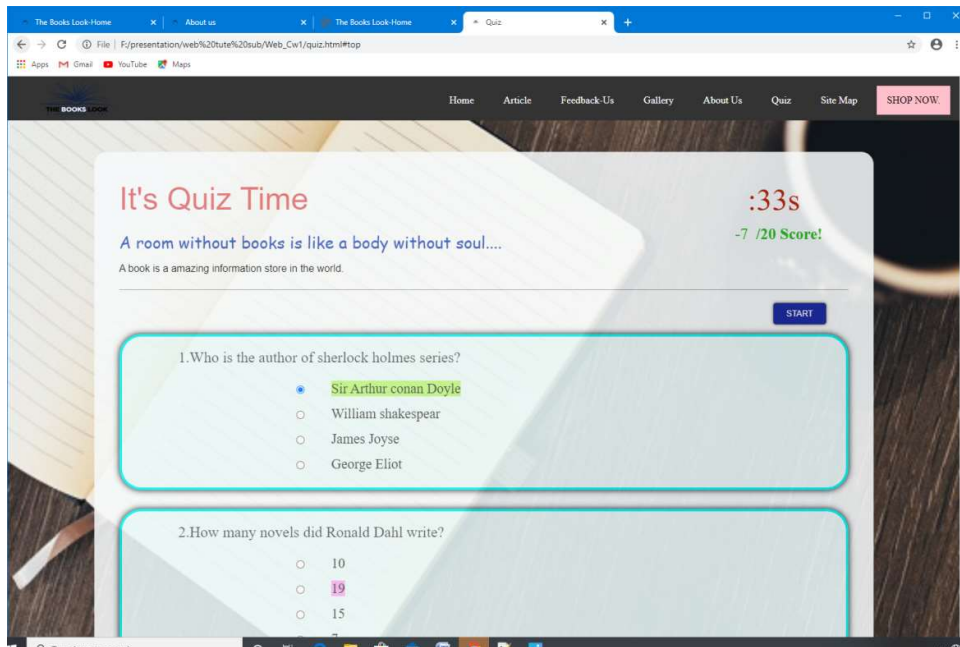 The Books Look-Home
About us
The Books Look-Home
Quiz
File | F:/presentation/web%20tute%20sub/Web_Cw1/quiz.html#top
Apps Gmail YouTube Maps
THE BOOKS LOOK
Home Article Feedback-Us Gallery About Us Quiz Site Map SHOP NOW.
It's Quiz Time
:33s
A room without books is like a body without soul....
-7 /20 Score!
A book is a amazing information store in the world.
START
1.Who is the author of sherlock holmes series?
Sir Arthur conan Doyle
William shakespear
James Joyse
George Eliot
2.How many novels did Ronald Dahl write?
10
19
15